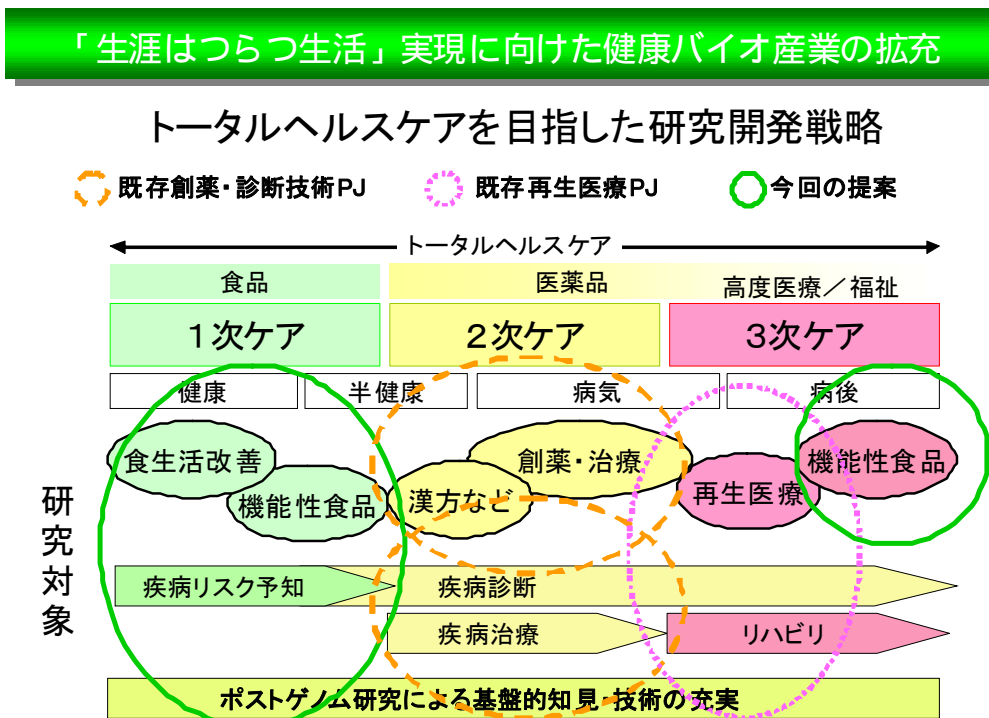 「生涯はつらつ生活」実現に向けた健康バイオ産業の拡充
トータルヘルスケアを目指した研究開発戦略
既存創薬・診断技術PJ
既存再生医療PJ
今回の提案
トータルヘルスケア
食品
医薬品
高度医療／福祉
１次ケア
２次ケア
３次ケア
健康
半健康
病気
病後
研究対象
食生活改善
機能性食品
漢方など
創薬・治療
再生医療
機能性食品
疾病リスク予知
疾病診断
疾病治療
リハビリ
ポストゲノム研究による基盤的知見・技術の充実